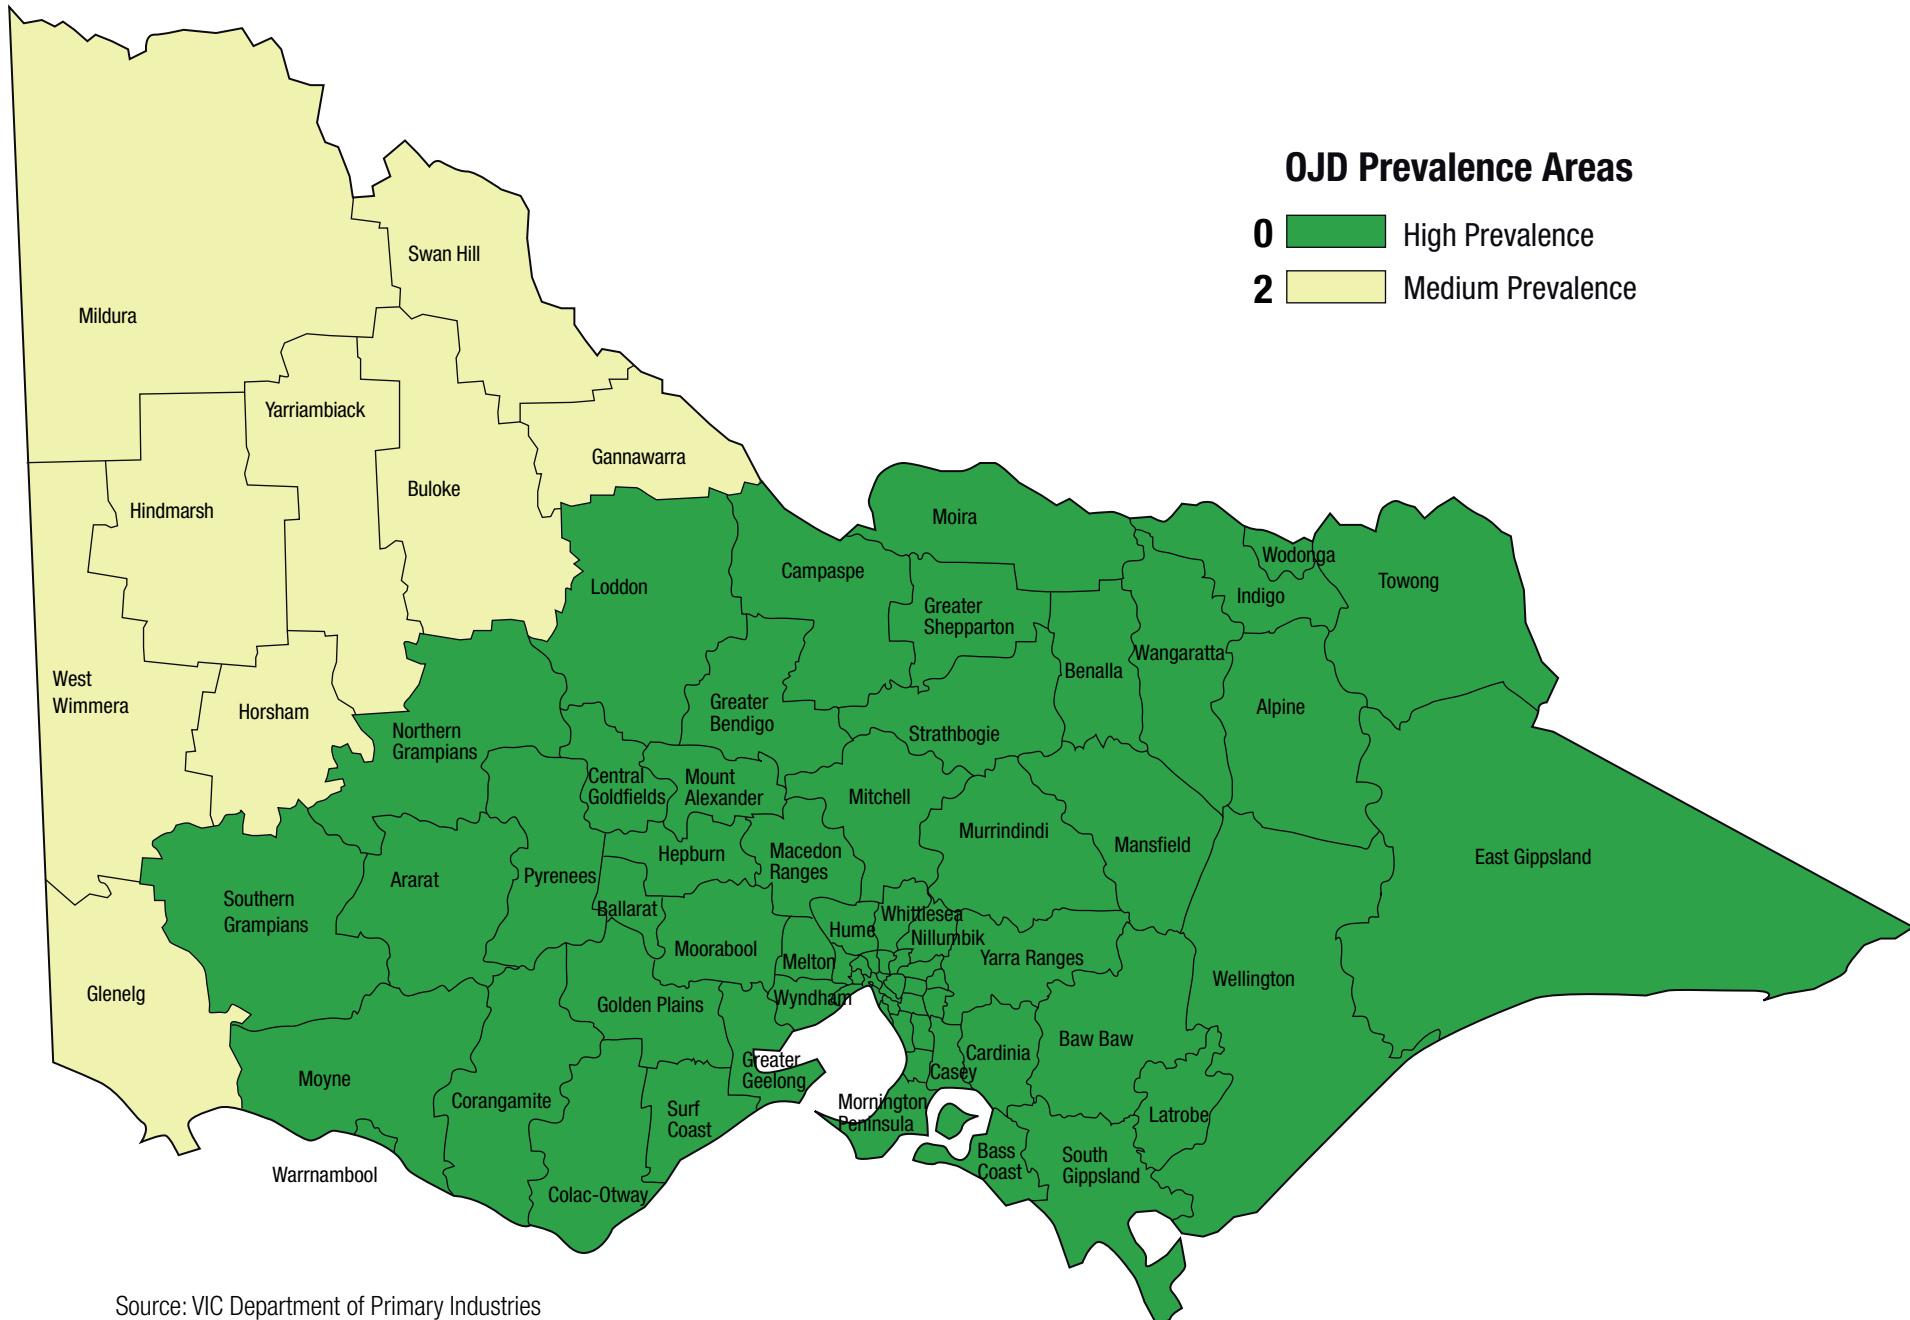 OJD Prevalence Areas
0 High Prevalence
2 Medium Prevalence
Swan Hill
Mildura
Yarriambiack
Gannawarra
Buloke
Hindmarsh
Moira
Wodonga
Campaspe
Towong
Loddon
Indigo
Greater
Shepparton
Wangaratta
Benalla
West
Wimmera
Horsham
Greater
Bendigo
Alpine
Northern
Grampians
Strathbogie
Central
Goldfields
Mount
Alexander
Mitchell
Murrindindi
Mansfield
Hepburn
Macedon
Ranges
East Gippsland
Ararat
Pyrenees
Southern
Grampians
Ballarat
Whittlesea
Hume
Nillumbik
Moorabool
Yarra Ranges
Melton
Wellington
Glenelg
Wyndham
Golden Plains
Baw Baw
Cardinia
Greater
Geelong
Casey
Moyne
Corangamite
Mornington
Peninsula
Surf
Coast
Latrobe
Bass
Coast
South
Gippsland
Warrnambool
Colac-Otway
Source: VIC Department of Primary Industries